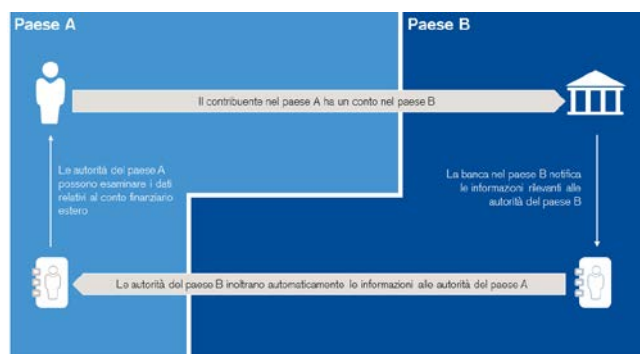 Paese A
Paese B
Il contribuente nel paese A ha un conto nel paese B
Le autorità del paese A
possono esaminare i dati
relativi al conto finanziario
estero
La banca nel paese B notifica
le informazioni rilevanti alle
autorità del paese B
Le autorità del paese B inoltrano automaticamente le informazioni alle autorità del paese A